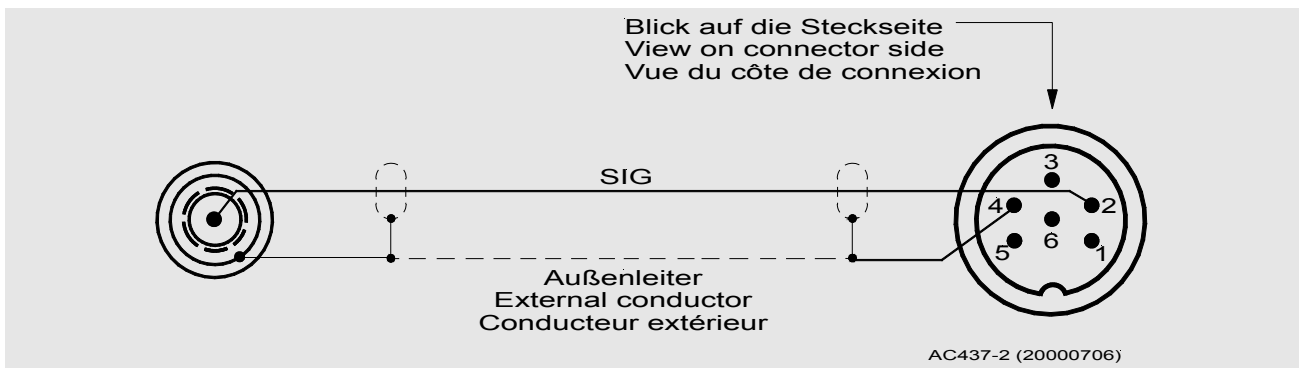 Blick auf die Steckseite
View on connector side
Vue du côte de connexion
SIG
3
4
2
5
6
1
Außenleiter
External conductor
Conducteur extérieur
AC437-2 (20000706)